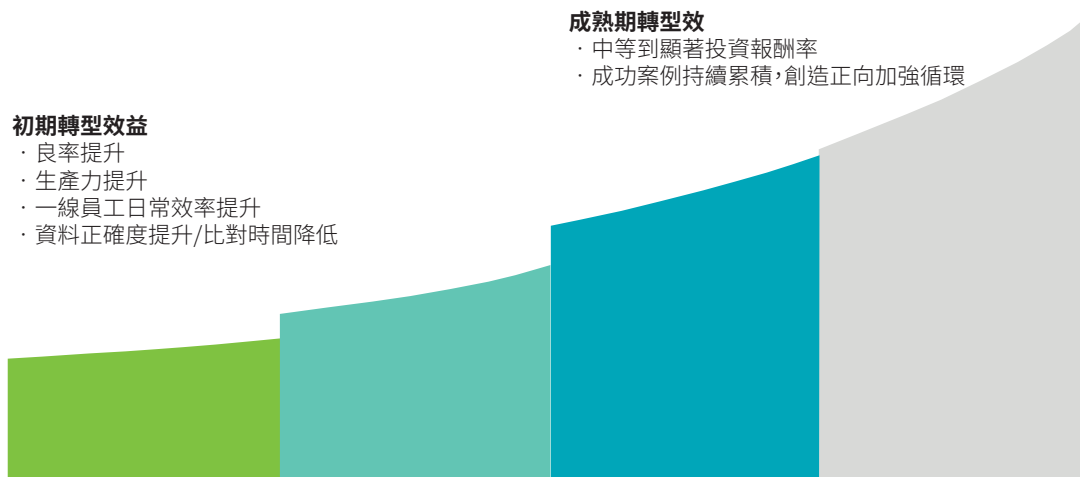 成熟期轉型效
· 中等到顯著投資報酬率
· 成功案例持續累積，創造正向加強循環
初期轉型效益
· 良率提升
· 生產力提升
· 一線員工日常效率提升
· 資料正確度提升/比對時間降低